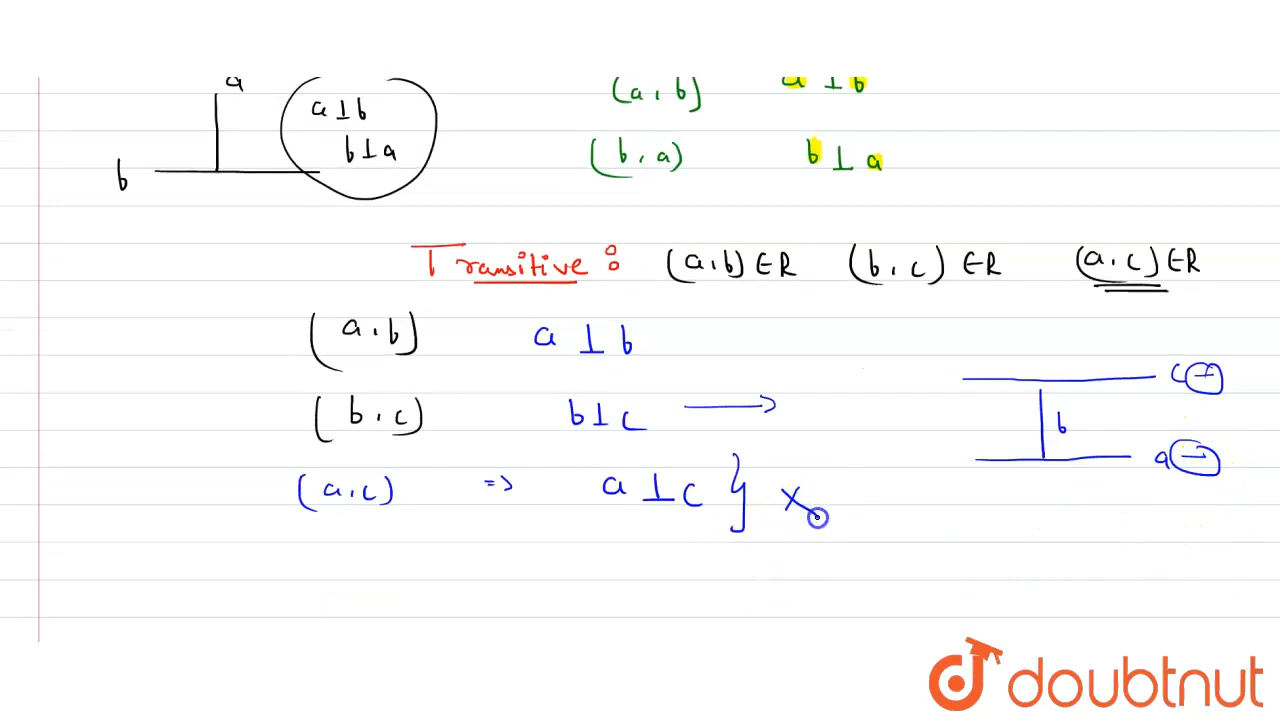 a
a ⊥ b
b ⊥ a
b
(a, b) a ⊥ b
(b, a) b ⊥ a
Transitive : (a, b) ∈ R (b, c) ∈ R (a, c) ∈ R
(a, b) a ⊥ b
(b, c) b ⊥ c →
(a, c) ⇒ a ⊥ c } ×
c →
b
a →
doubtnut